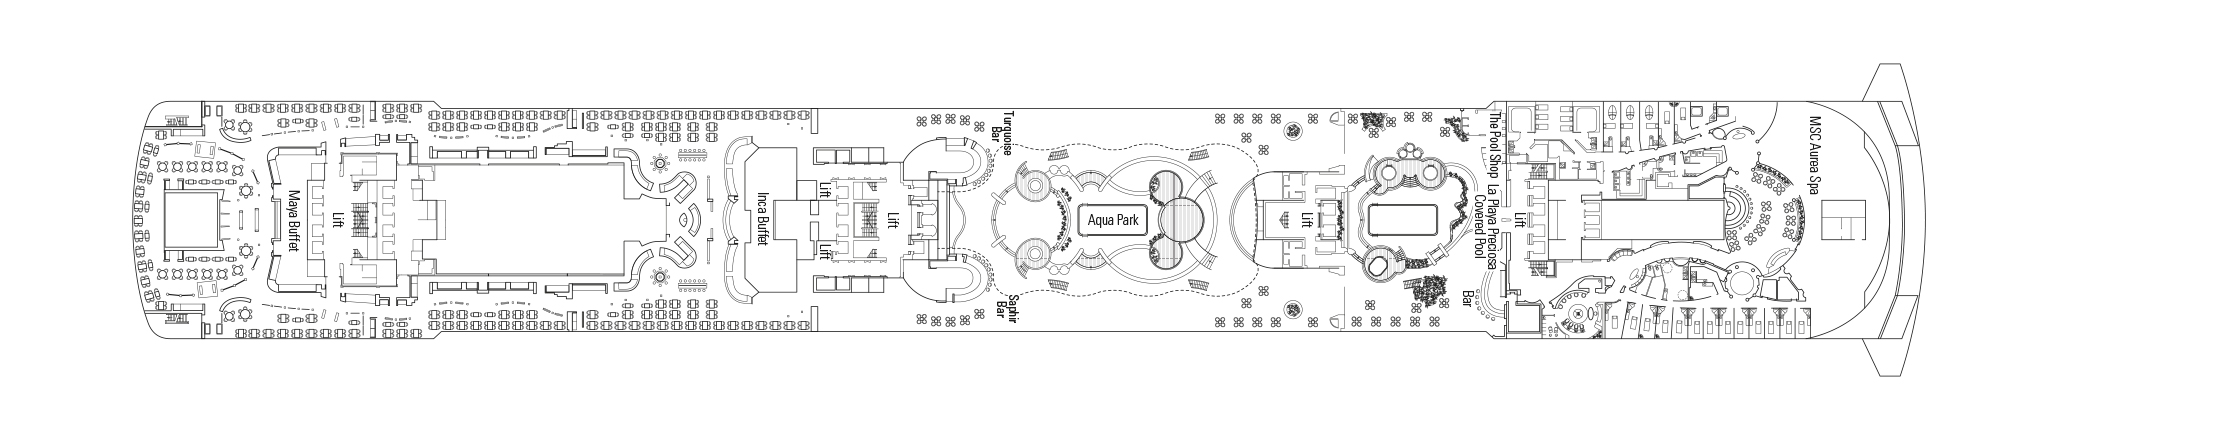 Maya Buffet
Lift
Inca Buffet
Lift
Lift
Lift
Turquoise
Bar
Saphir
Bar
Aqua Park
Lift
The Pool Shop
La Playa Preciosa
Covered Pool
Bar
Lift
MSC Aurea Spa